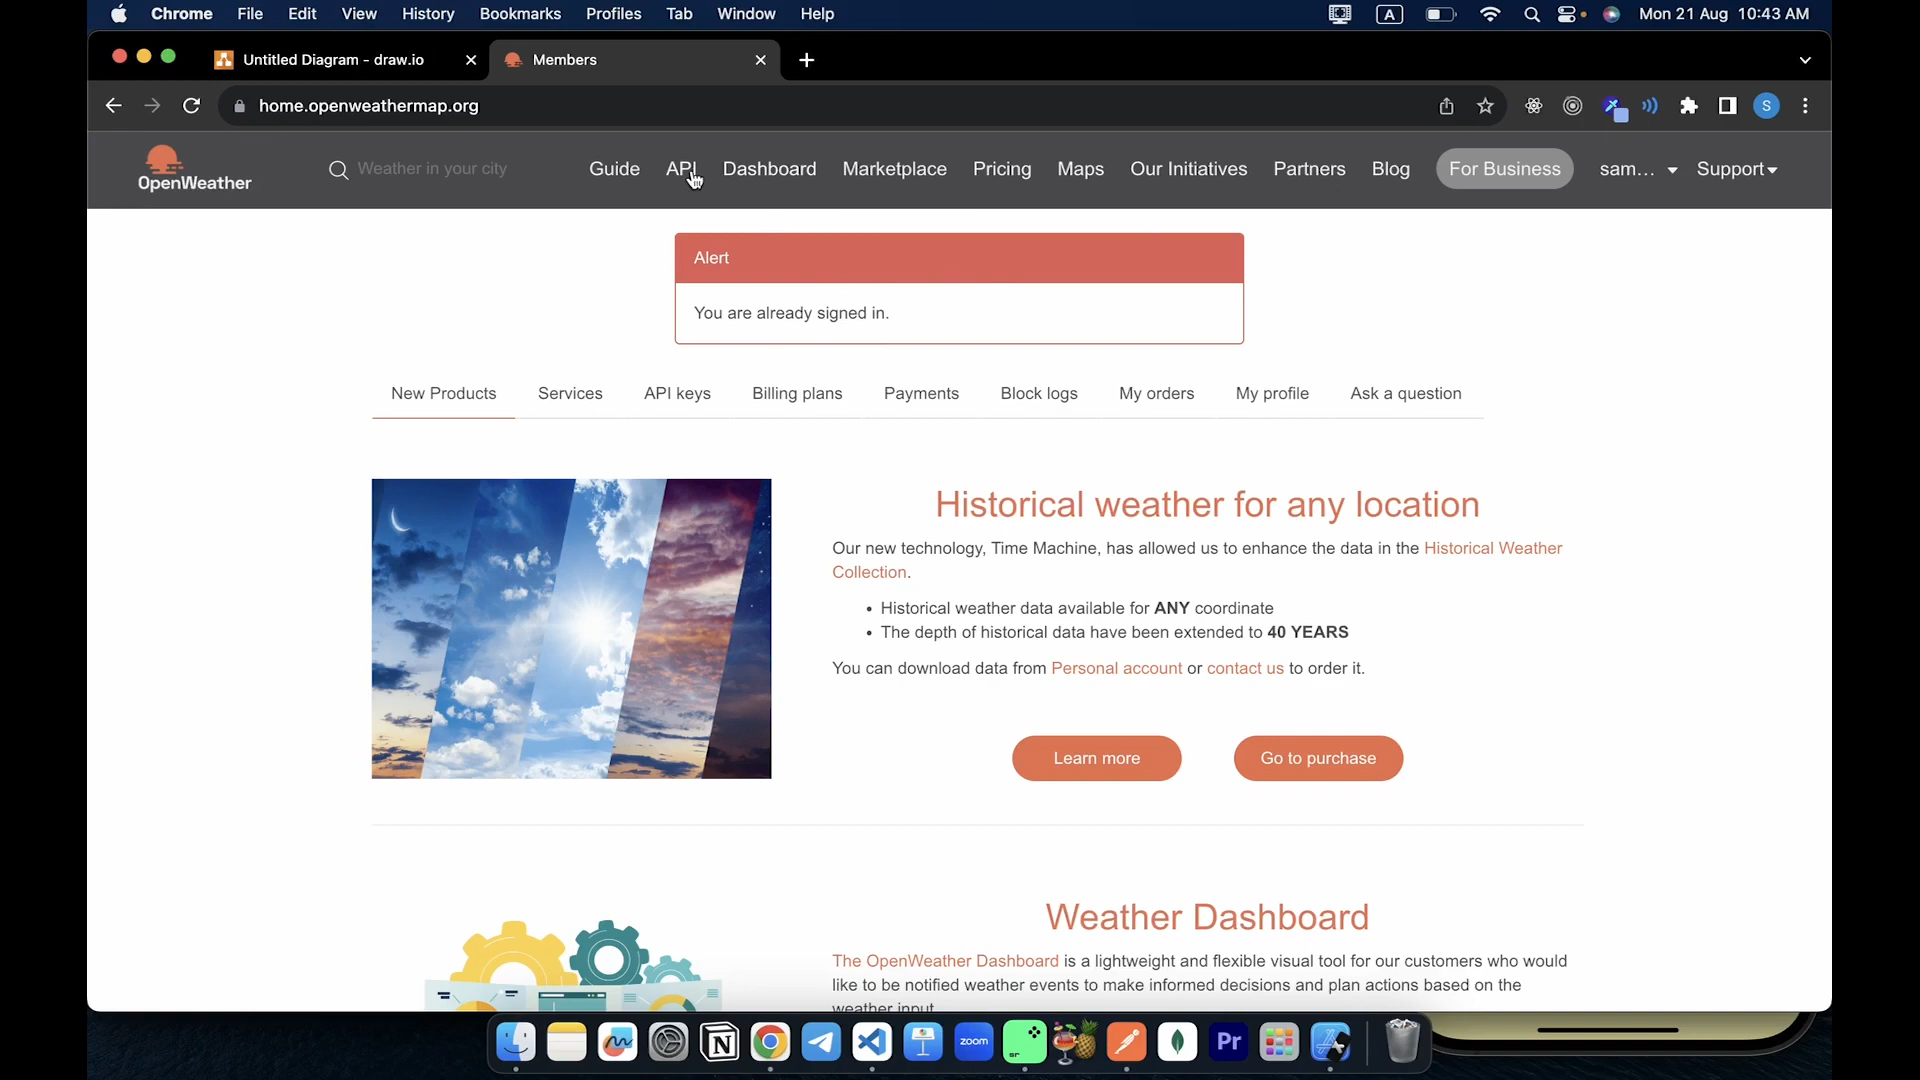 Chrome File Edit View History Bookmarks Profiles Tab Window Help A Mon 21 Aug 10:43 AM
Untitled Diagram - draw.io Members
home.openweathermap.org S
OpenWeather Weather in your city Guide API Dashboard Marketplace Pricing Maps Our Initiatives Partners Blog For Business sam... Support
Alert
You are already signed in.
New Products Services API keys Billing plans Payments Block logs My orders My profile Ask a question
Historical weather for any location
Our new technology, Time Machine, has allowed us to enhance the data in the Historical Weather
Collection.
• Historical weather data available for ANY coordinate
• The depth of historical data have been extended to 40 YEARS
You can download data from Personal account or contact us to order it.
Learn more Go to purchase
Weather Dashboard
The OpenWeather Dashboard is a lightweight and flexible visual tool for our customers who would
like to be notified weather events to make informed decisions and plan actions based on the
weather input
zoom sr Pr